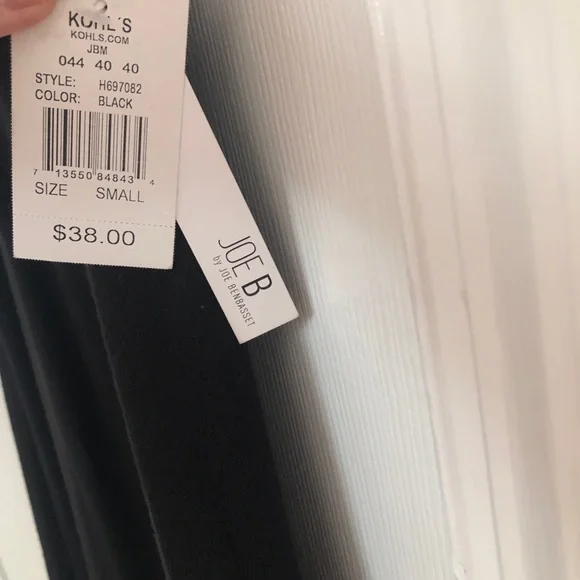 KOHL'S
KOHLS.COM
JBM
044 40 40
STYLE: H697082
COLOR: BLACK
7 13550 84843 4
SIZE SMALL
$38.00
JOE B
by JOE BENBASSET